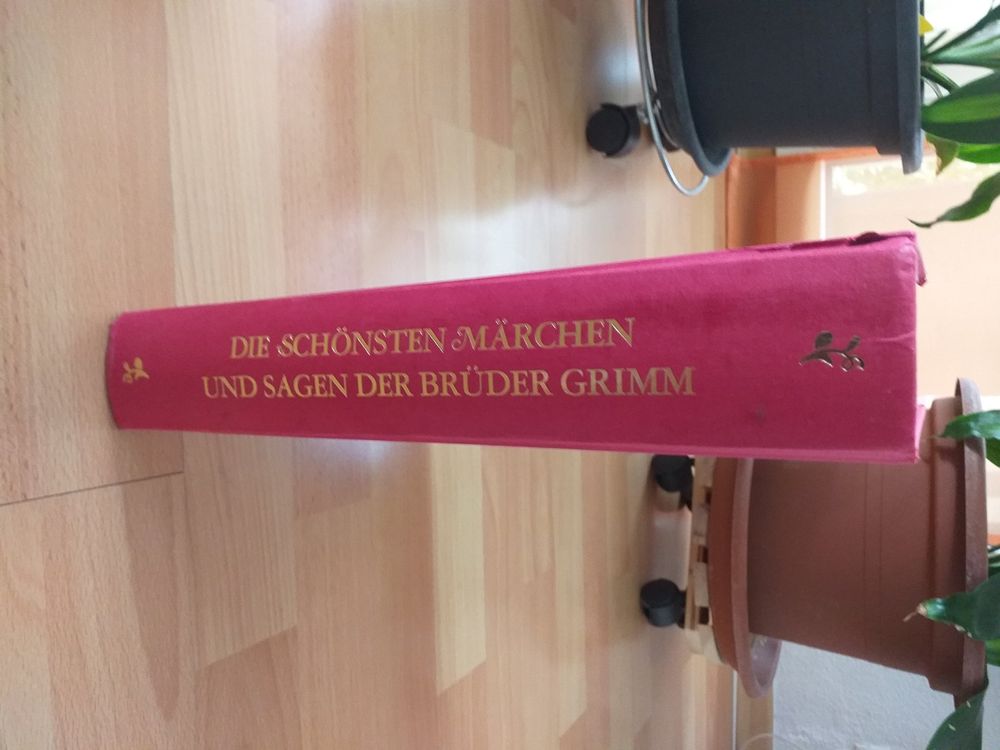 DIE SCHÖNSTEN MÄRCHEN
UND SAGEN DER BRÜDER GRIMM